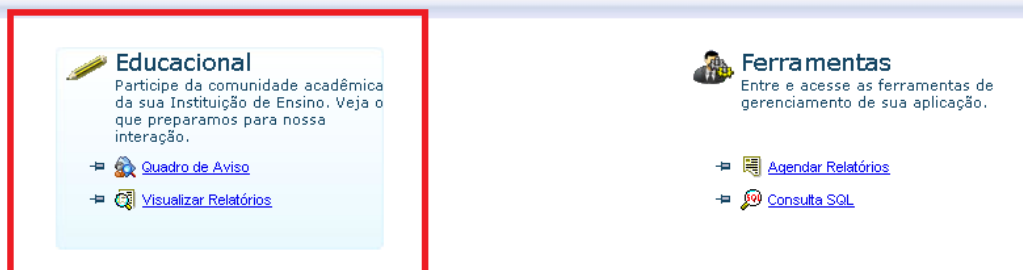 Educacional
Participe da comunidade acadêmica
da sua Instituição de Ensino. Veja o
que preparamos para nossa
interação.
Quadro de Aviso
Visualizar Relatórios
Ferramentas
Entre e acesse as ferramentas de
gerenciamento de sua aplicação.
Agendar Relatórios
Consulta SQL